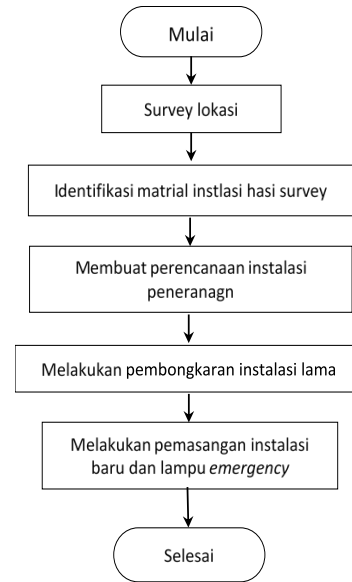 Mulai
Survey lokasi
Identifikasi matrial instlasi hasi survey
Membuat perencanaan instalasi
peneranagn
Melakukan pembongkaran instalasi lama
Melakukan pemasangan instalasi
baru dan lampu emergency
Selesai